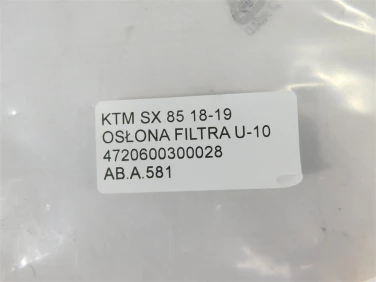 KTM SX 85 18-19
OSŁONA FILTRA U-10
4720600300028
AB.A.581